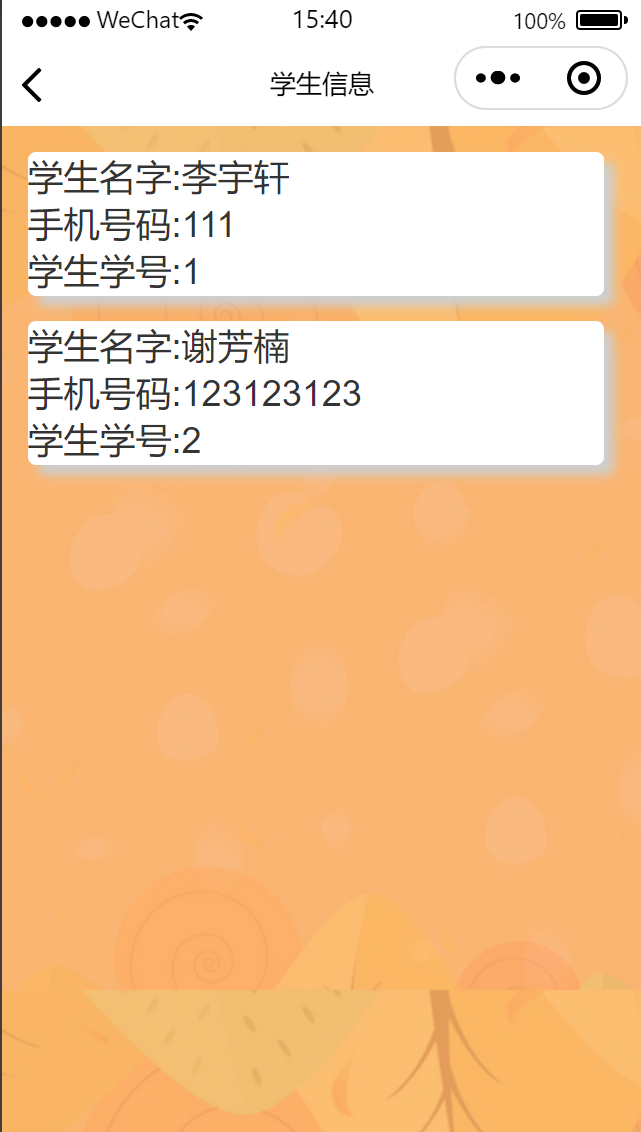 WeChat 15:40 100%
学生信息
学生名字:李宇轩
手机号码:111
学生学号:1
学生名字:谢芳楠
手机号码:123123123
学生学号:2